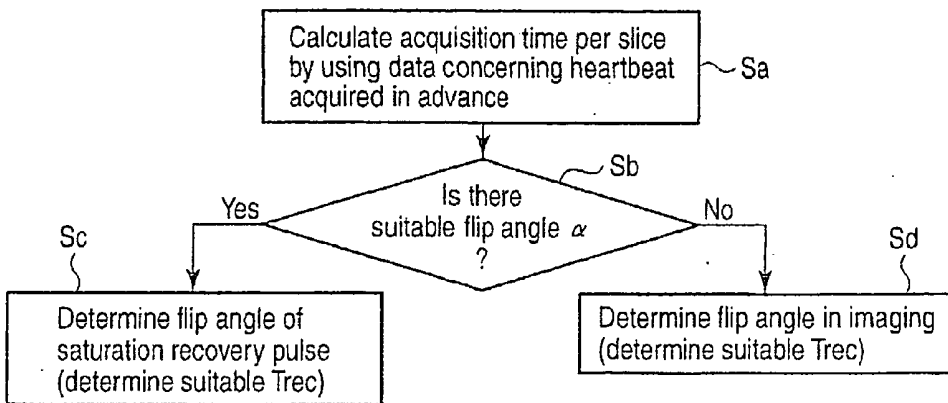 Calculate acquisition time per slice
by using data concerning heartbeat
acquired in advance
Sa
Sb
Is there
suitable flip angle α
?
Yes
No
Sc
Determine flip angle of
saturation recovery pulse
(determine suitable Trec)
Sd
Determine flip angle in imaging
(determine suitable Trec)